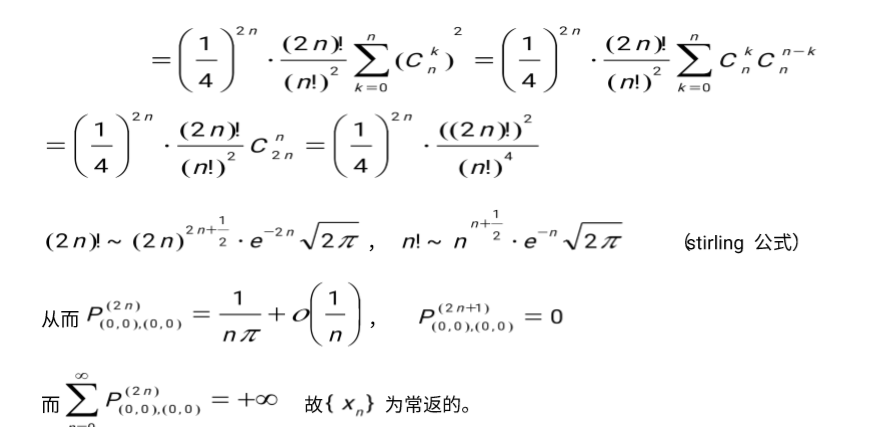 = (1/4)^{2n} · (2n)!/(n!)^2 ∑_{k=0}^{n} (C_n^k)^2 = (1/4)^{2n} · (2n)!/(n!)^2 ∑_{k=0}^{n} C_n^k C_n^{n-k}
= (1/4)^{2n} · (2n)!/(n!)^2 C_{2n}^n = (1/4)^{2n} · ((2n)!)^2/(n!)^4
(2n)! ~ (2n)^{2n+1/2} · e^{-2n} √(2π) , n! ~ n^{n+1/2} · e^{-n} √(2π) (stirling 公式)
从而 P_{(0,0),(0,0)}^{(2n)} = 1/(nπ) + o(1/n) , P_{(0,0),(0,0)}^{(2n+1)} = 0
而 ∑_{n=0}^{∞} P_{(0,0),(0,0)}^{(2n)} = +∞ 故{ x_n} 为常返的。